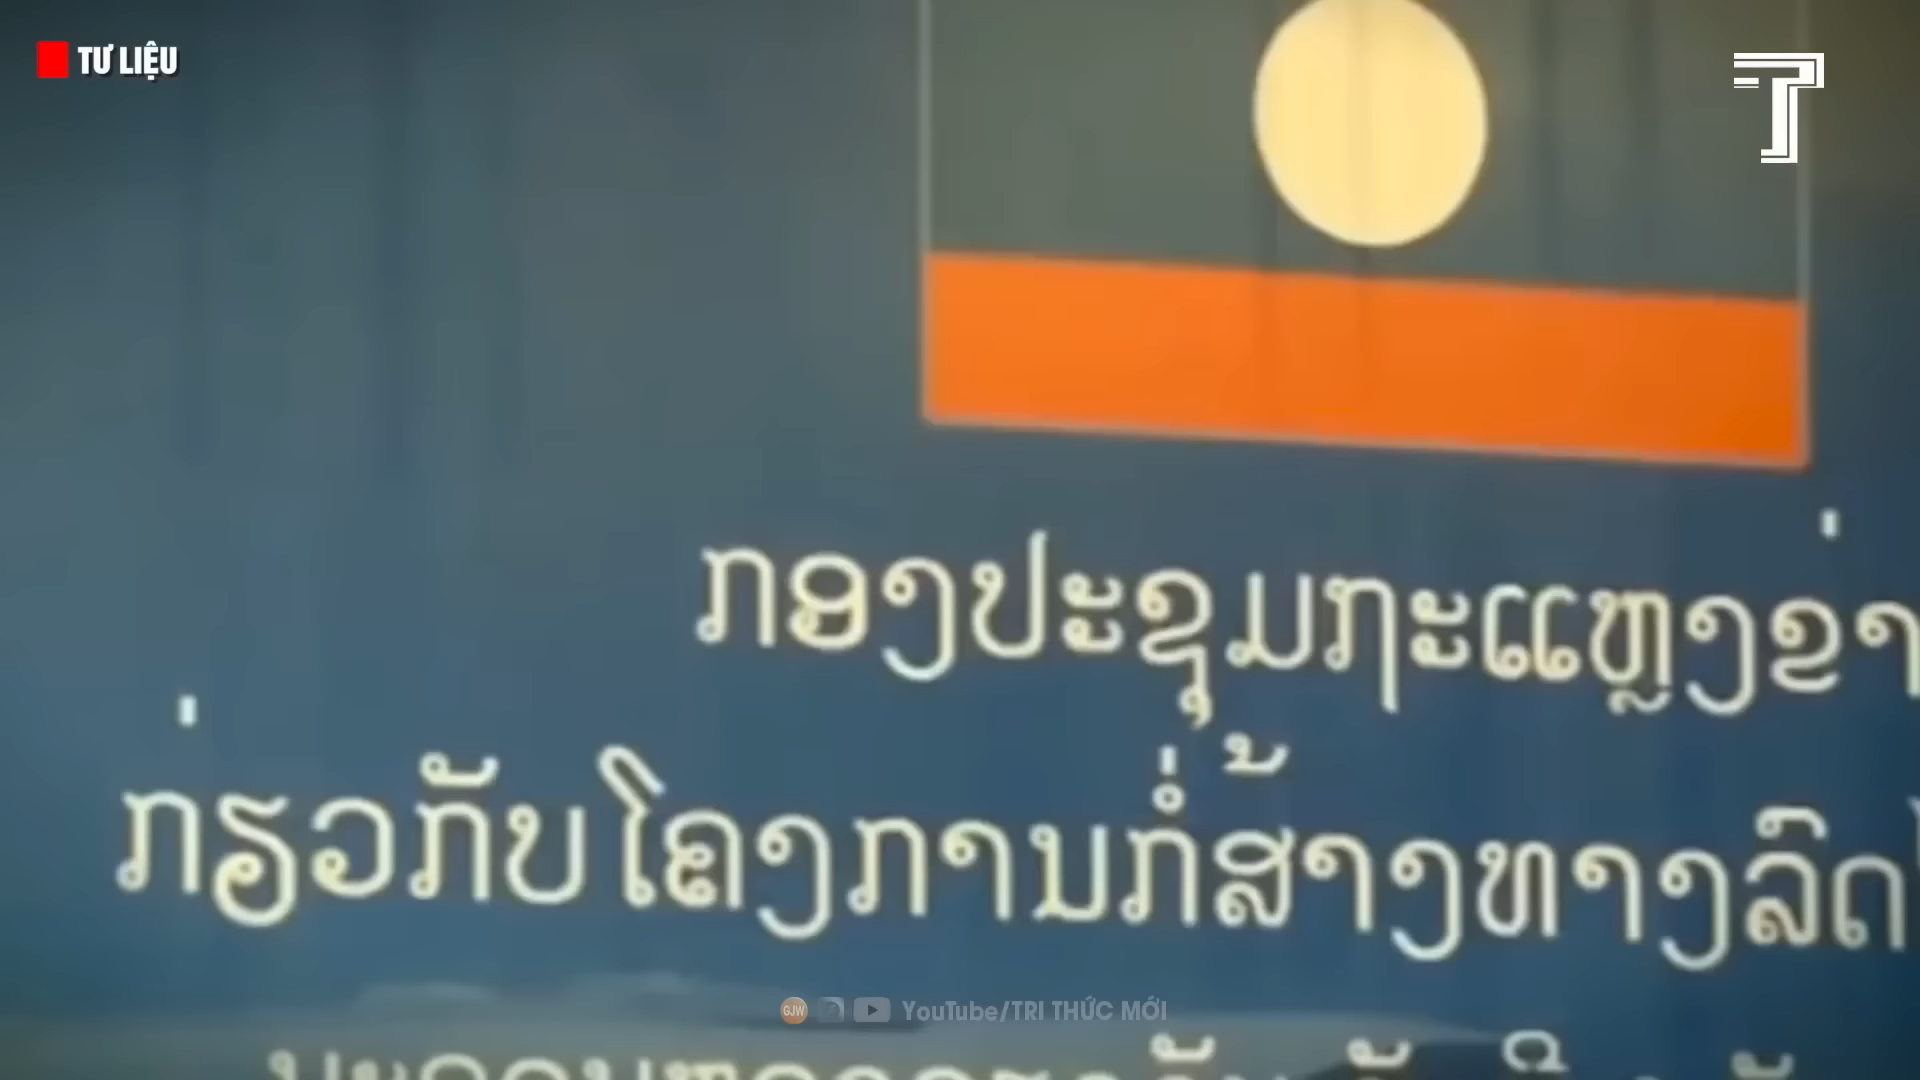 TƯ LIỆU
ກອງປະຊຸມຖະແຫຼງຂ່າ
ກ່ຽວກັບໂຄງການກໍ່ສ້າງທາງລົດ
GJW YouTube/TRI THỨC MỚI